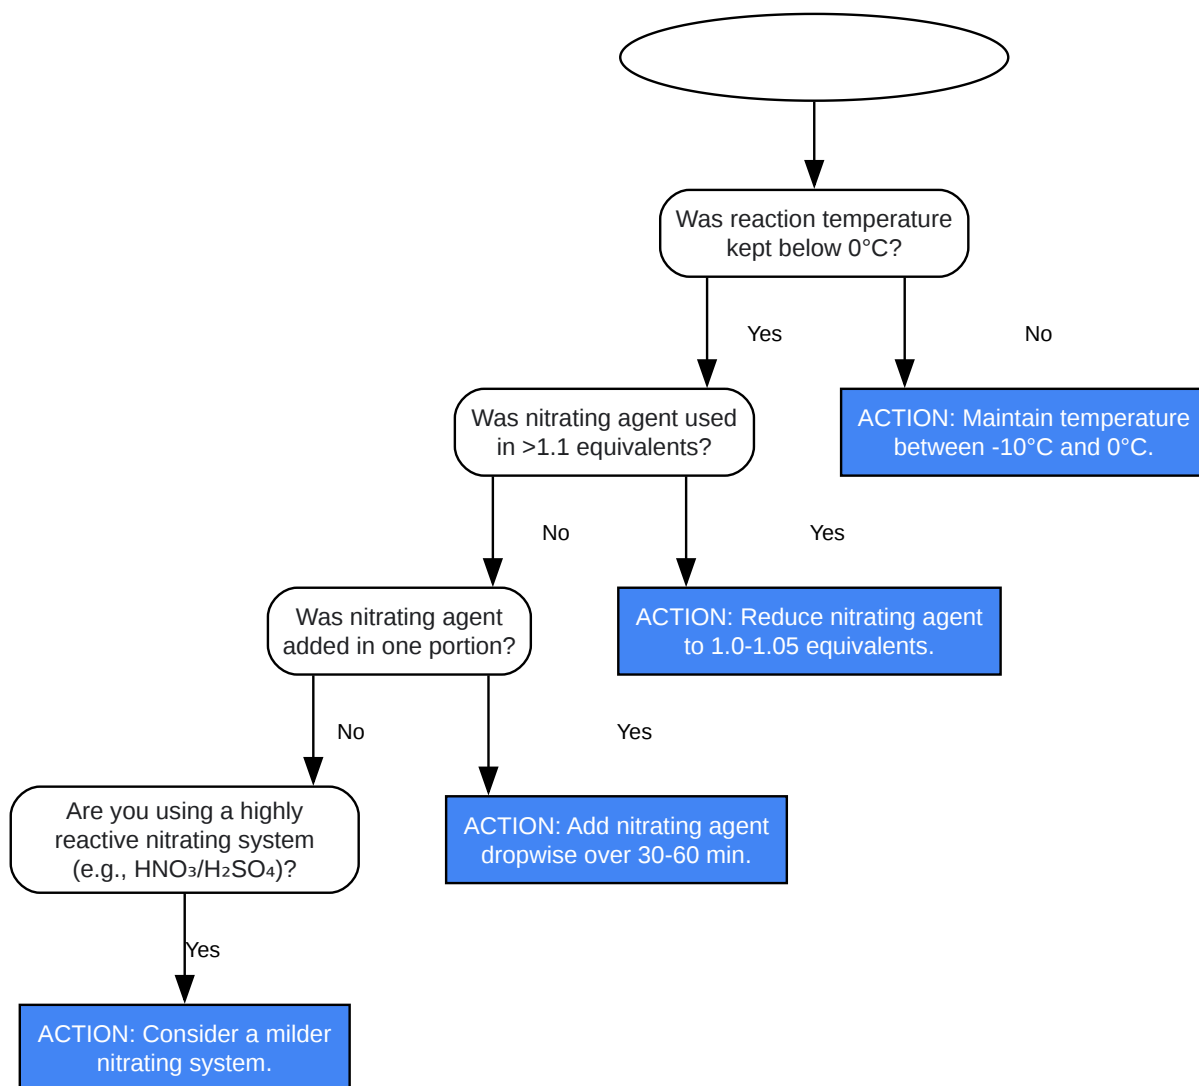 Was reaction temperature
kept below 0°C?
Yes
No
Was nitrating agent used
in >1.1 equivalents?
ACTION: Maintain temperature
between -10°C and 0°C.
No
Yes
Was nitrating agent
added in one portion?
ACTION: Reduce nitrating agent
to 1.0-1.05 equivalents.
No
Yes
Are you using a highly
reactive nitrating system
(e.g., HNO₃/H₂SO₄)?
ACTION: Add nitrating agent
dropwise over 30-60 min.
Yes
ACTION: Consider a milder
nitrating system.